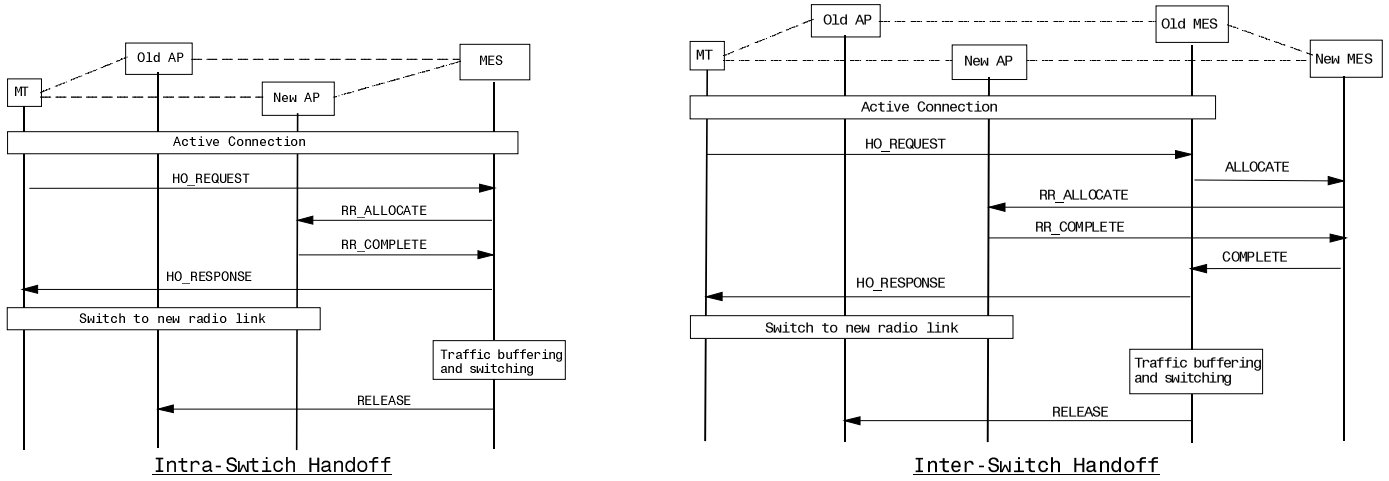 Old AP
MES
MT
New AP
Active Connection
HO_REQUEST
RR_ALLOCATE
RR_COMPLETE
HO_RESPONSE
Switch to new radio link
Traffic buffering
and switching
RELEASE
Intra-Swtich Handoff
Old AP
Old MES
MT
New AP
New MES
Active Connection
HO_REQUEST
ALLOCATE
RR_ALLOCATE
RR_COMPLETE
COMPLETE
HO_RESPONSE
Switch to new radio link
Traffic buffering
and switching
RELEASE
Inter-Switch Handoff